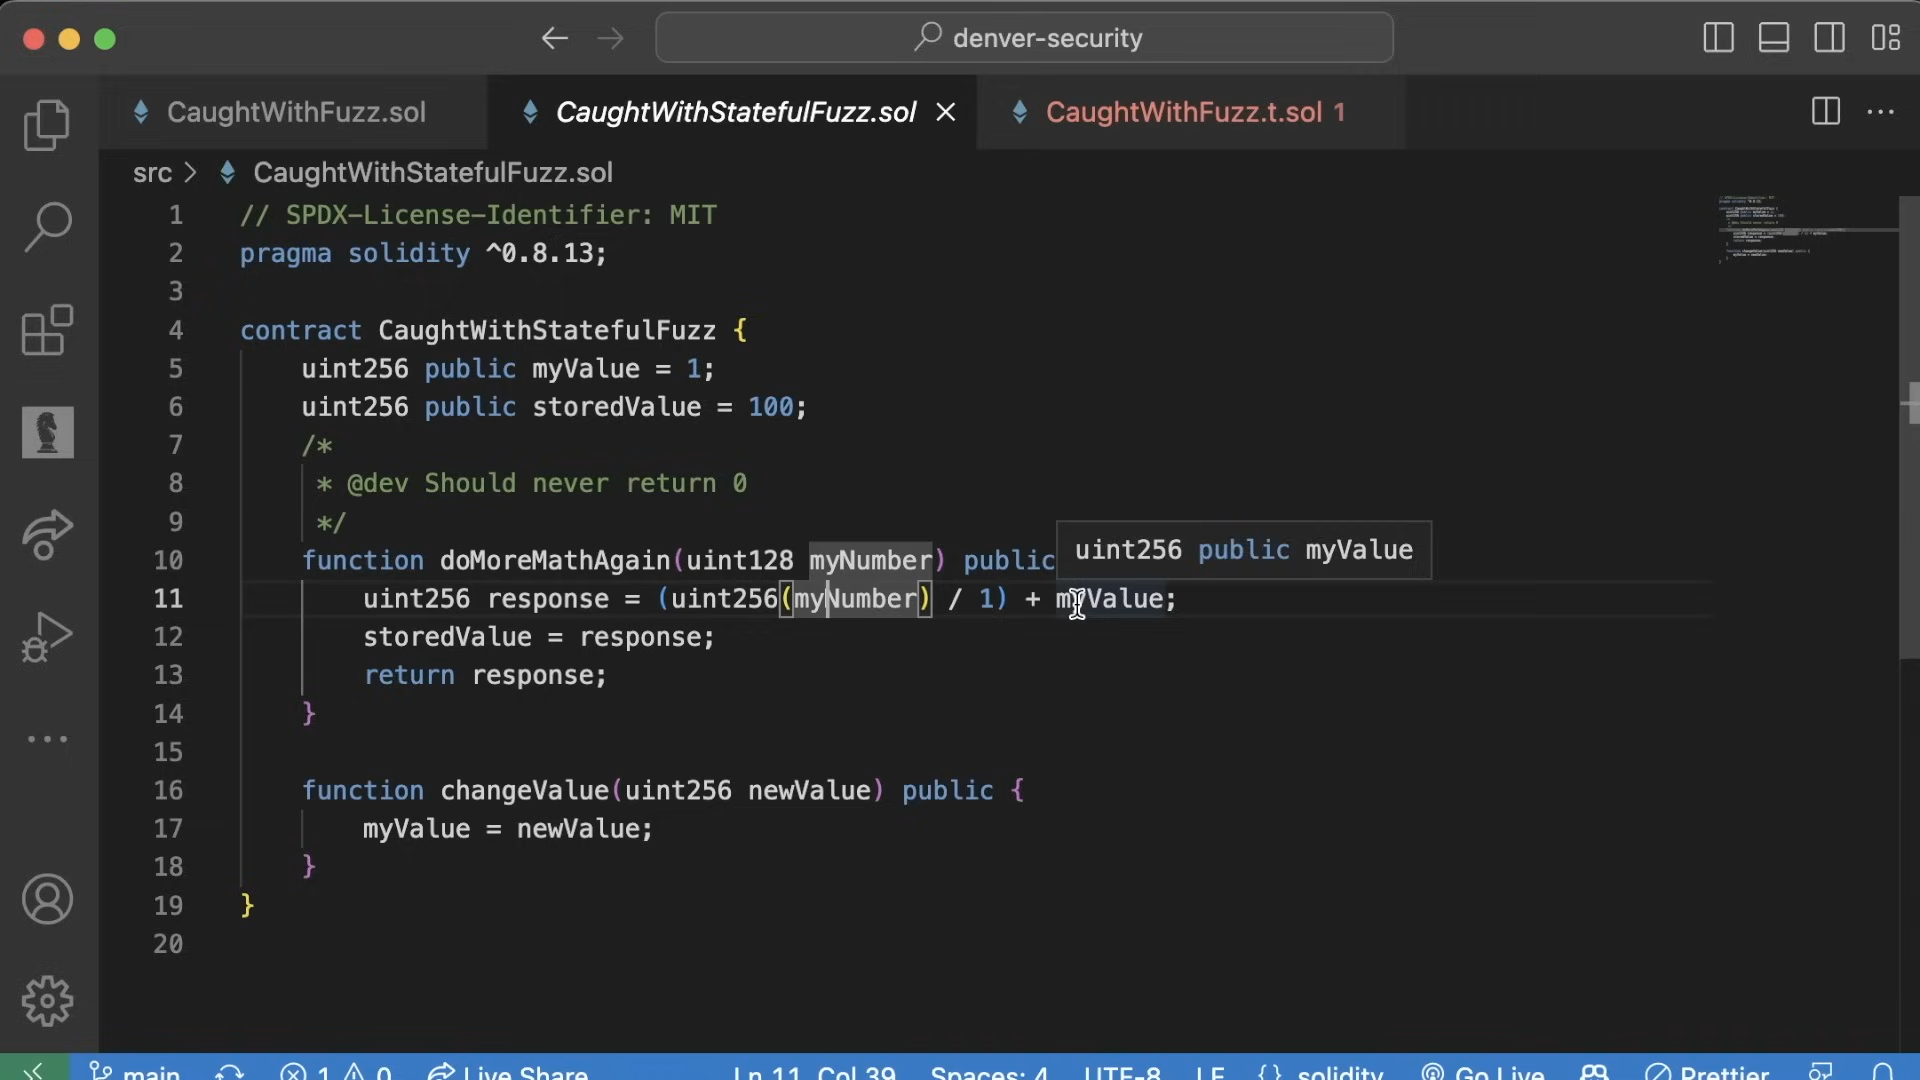 denver-security
CaughtWithFuzz.sol
CaughtWithStatefulFuzz.sol
CaughtWithFuzz.t.sol 1
src > CaughtWithStatefulFuzz.sol
1 // SPDX-License-Identifier: MIT
2 pragma solidity ^0.8.13;
3
4 contract CaughtWithStatefulFuzz {
5 uint256 public myValue = 1;
6 uint256 public storedValue = 100;
7 /*
8 * @dev Should never return 0
9 */
10 function doMoreMathAgain(uint128 myNumber) public
uint256 public myValue
11 uint256 response = (uint256(myNumber) / 1) + myValue;
12 storedValue = response;
13 return response;
14 }
15
16 function changeValue(uint256 newValue) public {
17 myValue = newValue;
18 }
19 }
20
main 1 0 Live Share Ln 11, Col 39 Spaces: 4 UTF-8 LF {} solidity Go Live Prettier